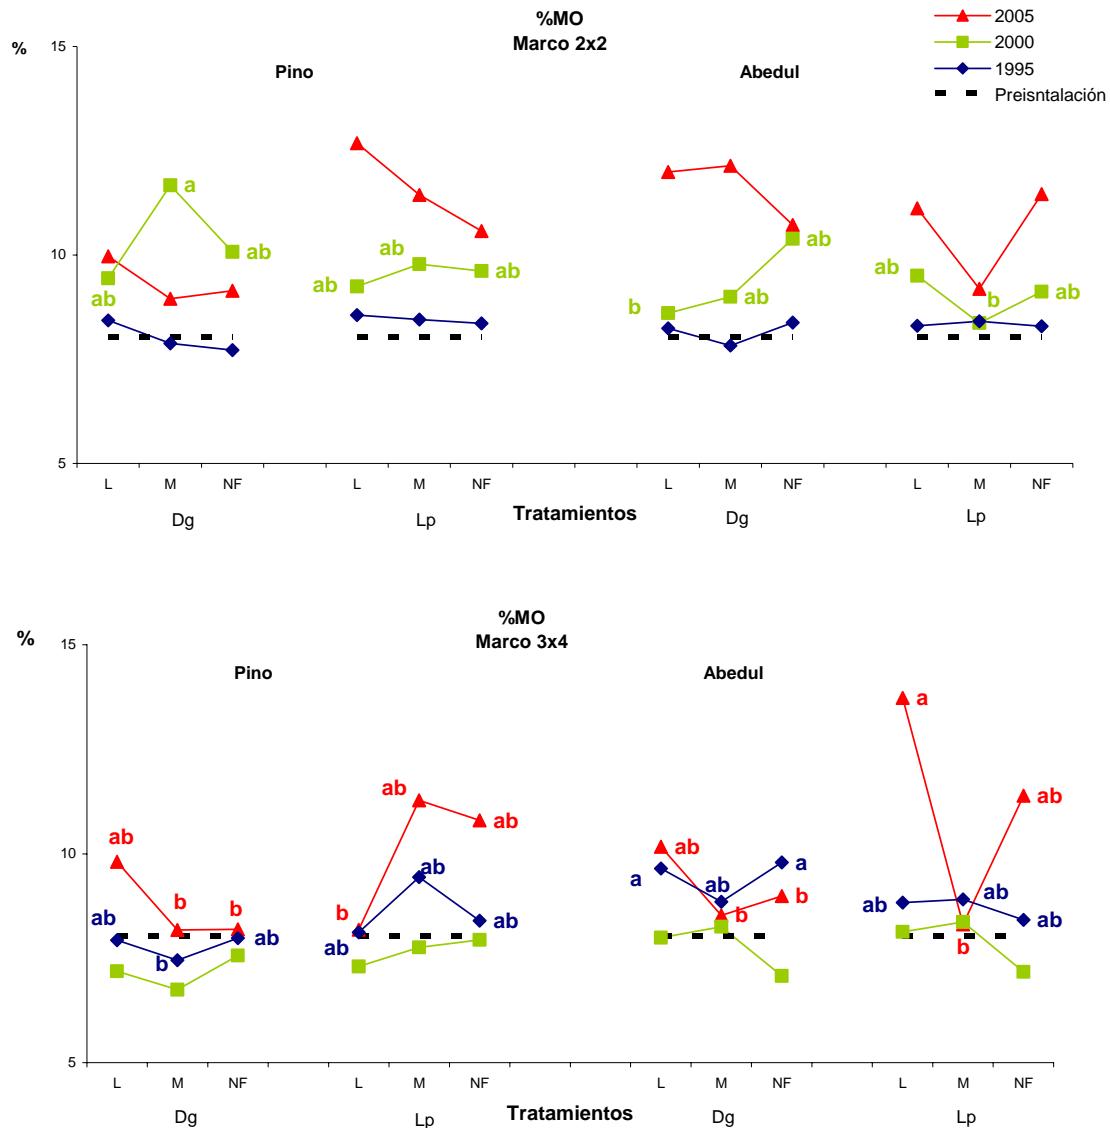 %MO
Marco 2x2
2005
2000
1995
Preisntalación
%
15
10
5
Pino
Abedul
a
ab
ab
ab
ab
ab
ab
b
ab
ab
b
ab
L M NF L M NF L M NF L M NF
Dg Lp Tratamientos Dg Lp
%MO
Marco 3x4
%
15
10
5
Pino
Abedul
ab
b
b
ab
b
ab
ab
ab
b
ab
ab
ab
ab
a
ab
ab
b
a
b
a
ab
ab
b
ab
ab
L M NF L M NF L M NF L M NF
Dg Lp Tratamientos Dg Lp